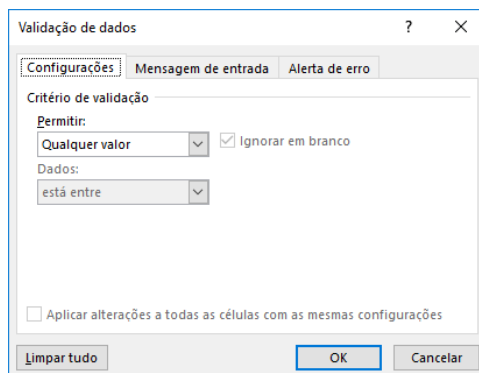 Validação de dados
Configurações Mensagem de entrada Alerta de erro
Critério de validação
Permitir:
Qualquer valor Ignorar em branco
Dados:
está entre
Aplicar alterações a todas as células com as mesmas configurações
Limpar tudo OK Cancelar